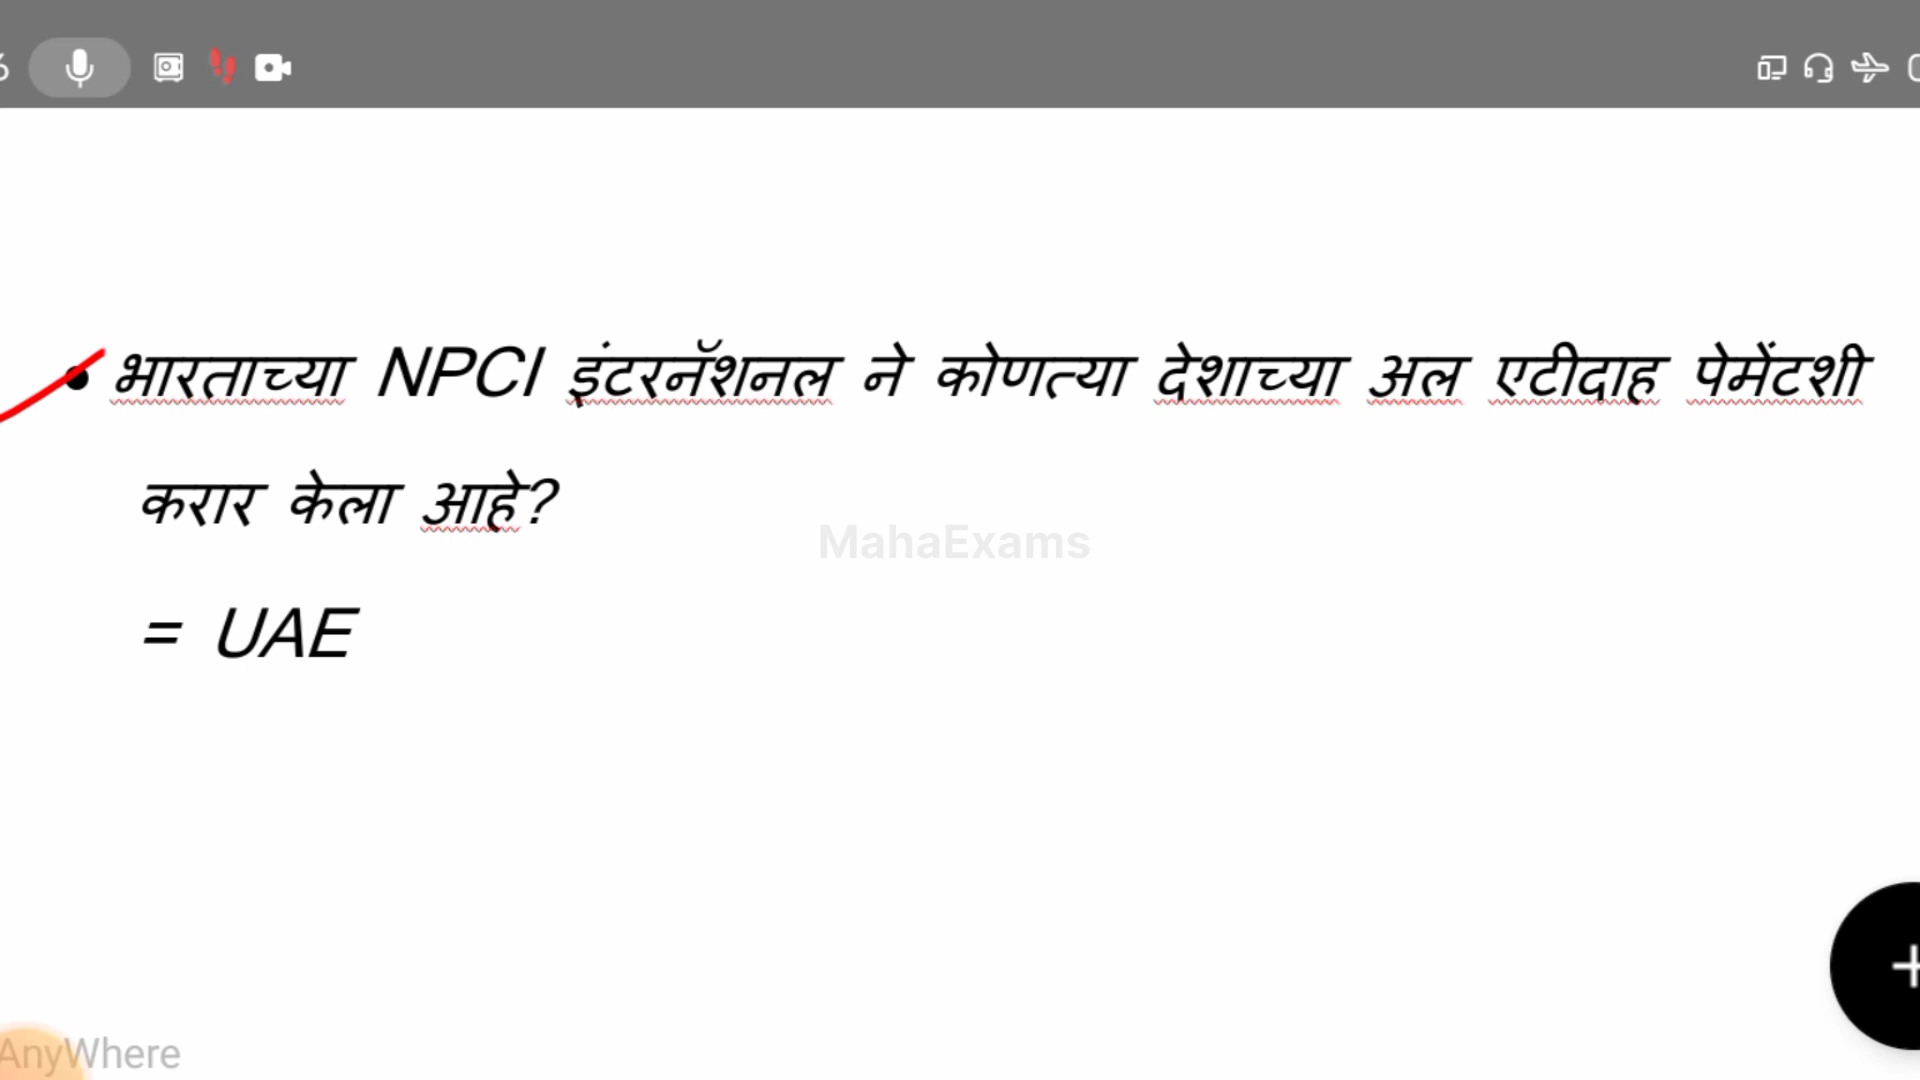 • भारताच्या NPCI इंटरनॅशनल ने कोणत्या देशाच्या अल एटीदाह पेमेंटशी
करार केला आहे?
MahaExams
= UAE
AnyWhere